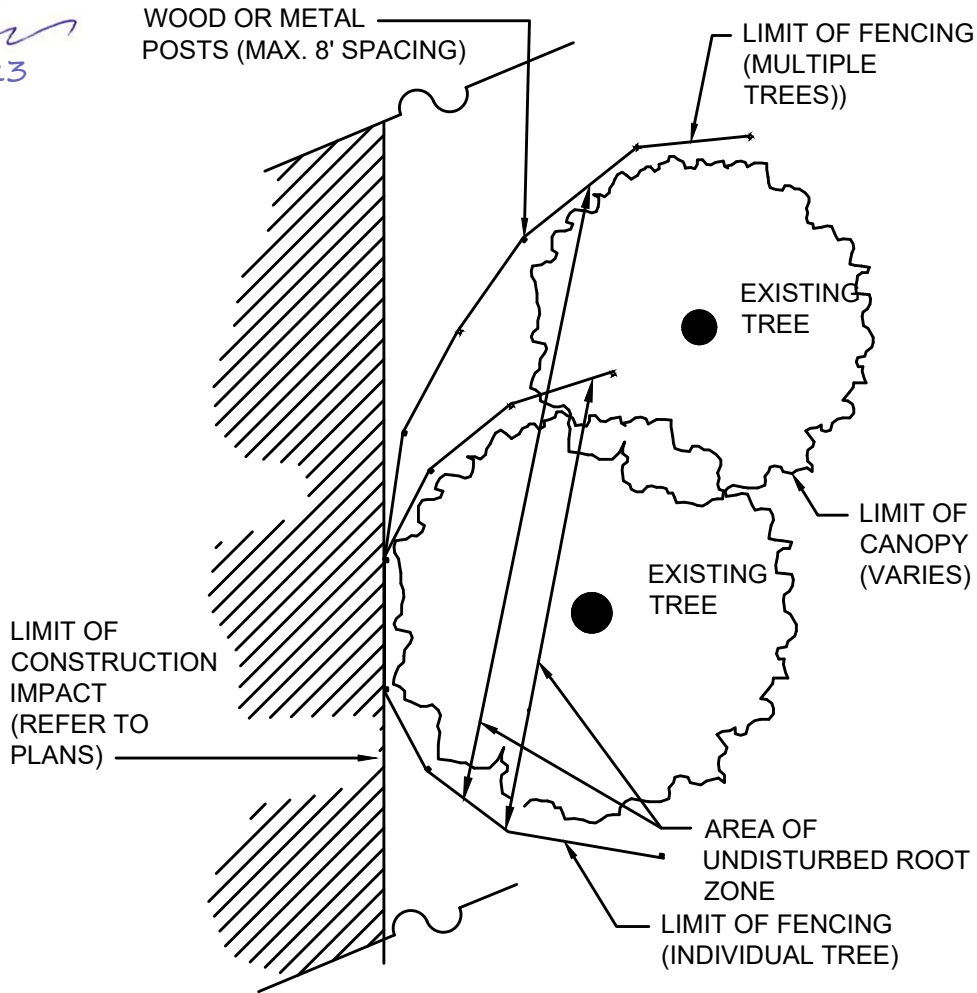 WOOD OR METAL
POSTS (MAX. 8' SPACING)
LIMIT OF FENCING
(MULTIPLE
TREES))
EXISTING
TREE
LIMIT OF
CANOPY
(VARIES)
EXISTING
TREE
LIMIT OF
CONSTRUCTION
IMPACT
(REFER TO
PLANS)
AREA OF
UNDISTURBED ROOT
ZONE
LIMIT OF FENCING
(INDIVIDUAL TREE)